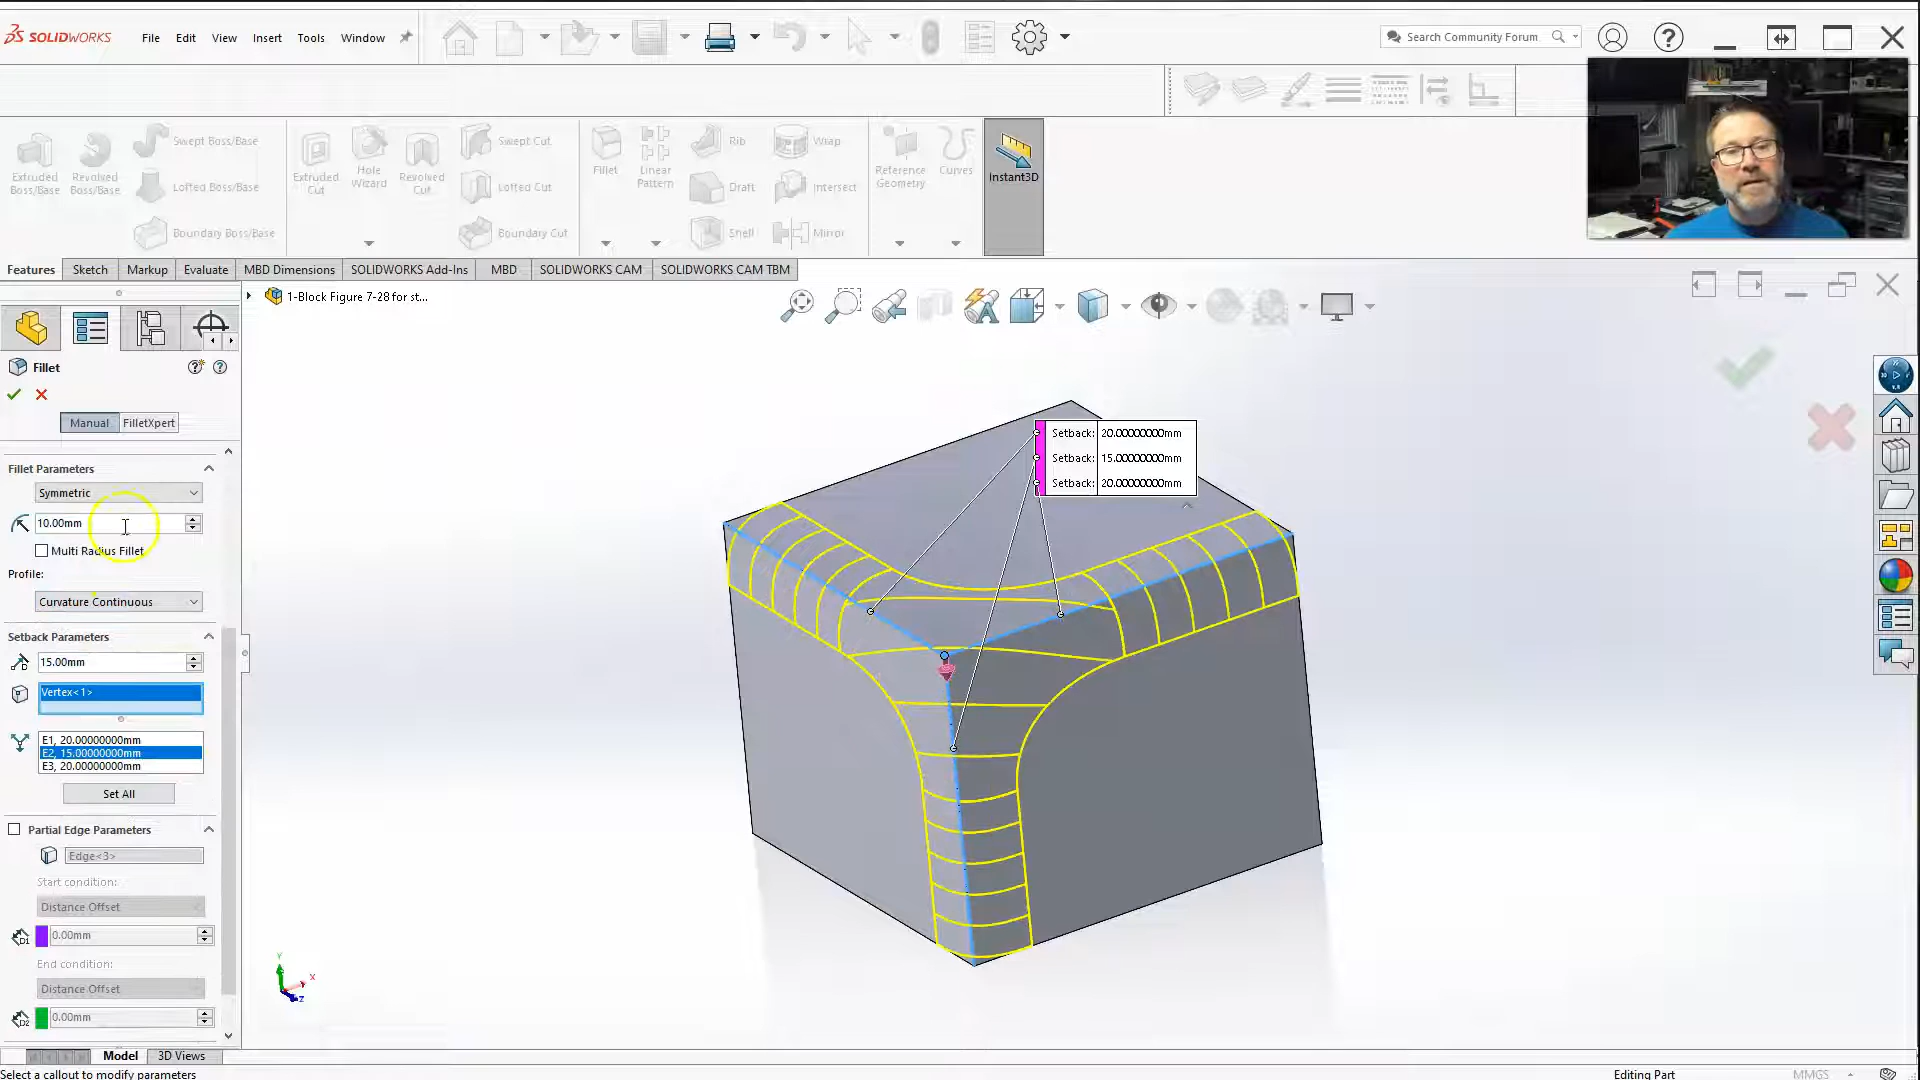 SOLIDWORKS File Edit View Insert Tools Window
Search Community Forum
Extruded Boss/Base
Revolved Boss/Base
Swept Boss/Base
Lofted Boss/Base
Boundary Boss/Base
Extruded Cut
Hole Wizard
Revolved Cut
Swept Cut
Lofted Cut
Boundary Cut
Fillet
Linear Pattern
Rib
Draft
Shell
Wrap
Intersect
Mirror
Reference Geometry
Curves
Instant3D
Features Sketch Markup Evaluate MBD Dimensions SOLIDWORKS Add-Ins MBD SOLIDWORKS CAM SOLIDWORKS CAM TBM
1-Block Figure 7-28 for st...
Fillet
Manual FilletXpert
Fillet Parameters
Symmetric
10.00mm
Multi Radius Fillet
Profile:
Curvature Continuous
Setback Parameters
15.00mm
Vertex<1>
E1, 20.00000000mm
E2, 15.00000000mm
E3, 20.00000000mm
Set All
Partial Edge Parameters
Edge<3>
Start condition:
Distance Offset
D1 0.00mm
End condition:
Distance Offset
D2 0.00mm
Setback: 20.00000000mm
Setback: 15.00000000mm
Setback: 20.00000000mm
Y
X
Z
Model 3D Views
Select a callout to modify parameters
Editing Part
MMGS